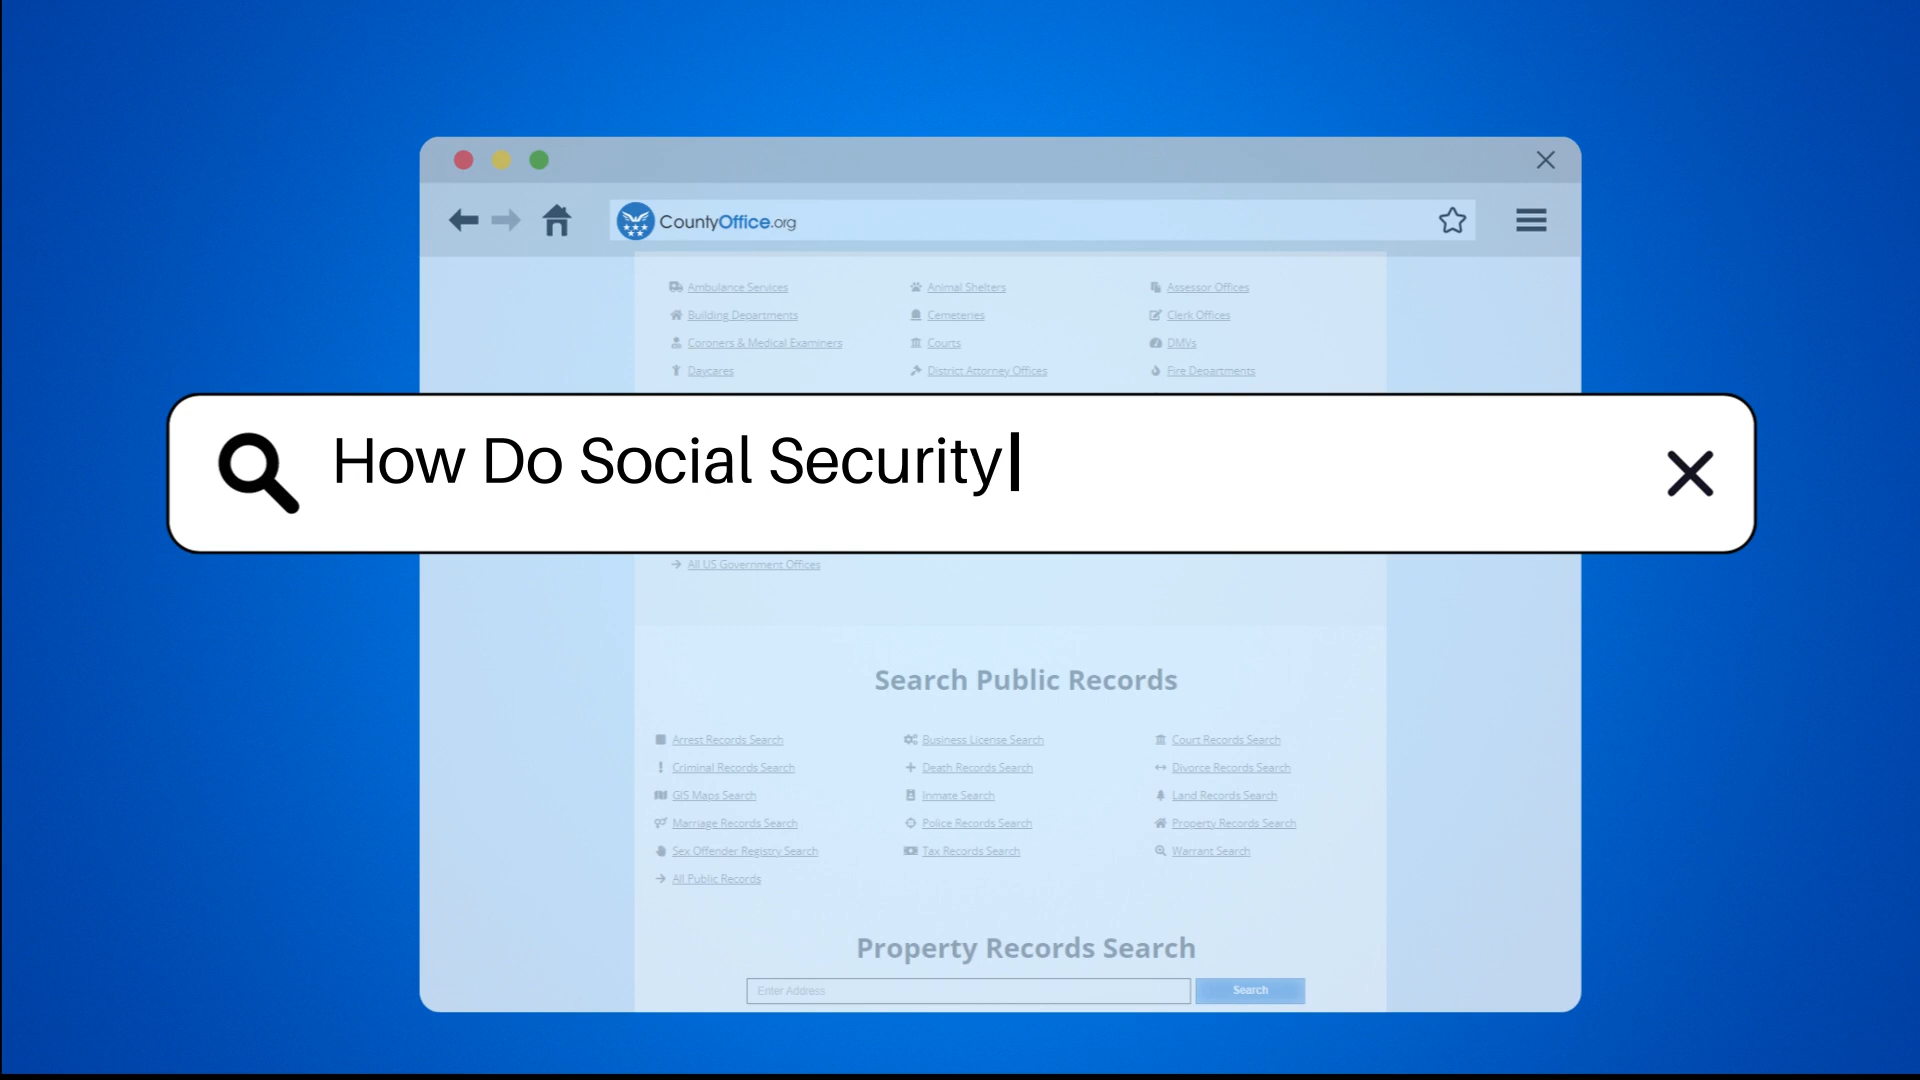 CountyOffice.org
Ambulance Services Animal Shelters Assessor Offices
Building Departments Cemeteries Clerk Offices
Coroners & Medical Examiners Courts DMVs
Daycares District Attorney Offices Fire Departments
How Do Social Security
All US Government Offices
Search Public Records
Arrest Records Search Business License Search Court Records Search
Criminal Records Search Death Records Search Divorce Records Search
GIS Maps Search Inmate Search Land Records Search
Marriage Records Search Police Records Search Property Records Search
Sex Offender Registry Search Tax Records Search Warrant Search
All Public Records
Property Records Search
Enter Address Search